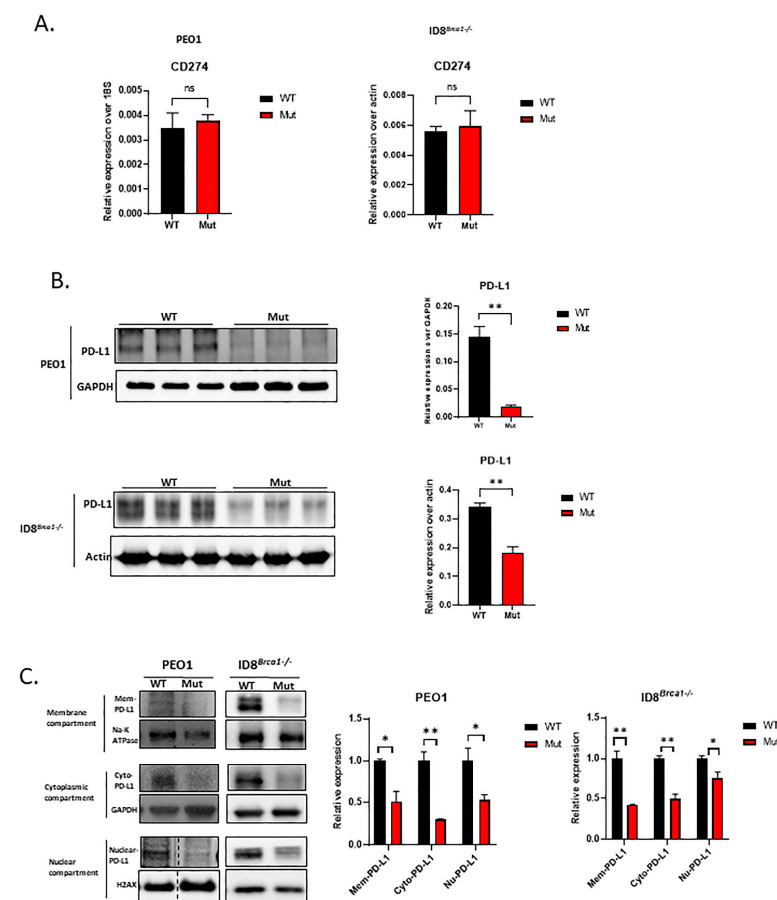 A.
PEO1
CD274
Relative expression over 18S
0.005
0.004
0.003
0.002
0.001
0.000
ns
WT
Mut
WT
Mut
ID8Brca1-/-
CD274
Relative expression over actin
0.008
0.006
0.004
0.002
0.000
ns
WT
Mut
WT
Mut
B.
WT Mut
PEO1
PD-L1
GAPDH
PD-L1
Relative expression over GAPDH
0.20
0.15
0.10
0.05
0.00
**
WT
Mut
WT
Mut
WT Mut
ID8Brca1-/-
PD-L1
Actin
PD-L1
Relative expression over actin
0.4
0.3
0.2
0.1
0.0
**
WT
Mut
WT
Mut
C.
PEO1 ID8Brca1-/-
WT Mut WT Mut
Membrane
compartment
Mem-
PD-L1
Na-K
ATPase
Cytoplasmic
compartment
Cyto-
PD-L1
GAPDH
Nuclear
compartment
Nuclear-
PD-L1
H2AX
PEO1
Relative expression
1.5
1.0
0.5
0.0
*
**
*
WT
Mut
Mem-PD-L1
Cyto-PD-L1
Nu-PD-L1
ID8Brca1-/-
Relative expression
1.5
1.0
0.5
0.0
**
**
*
WT
Mut
Mem-PD-L1
Cyto-PD-L1
Nu-PD-L1